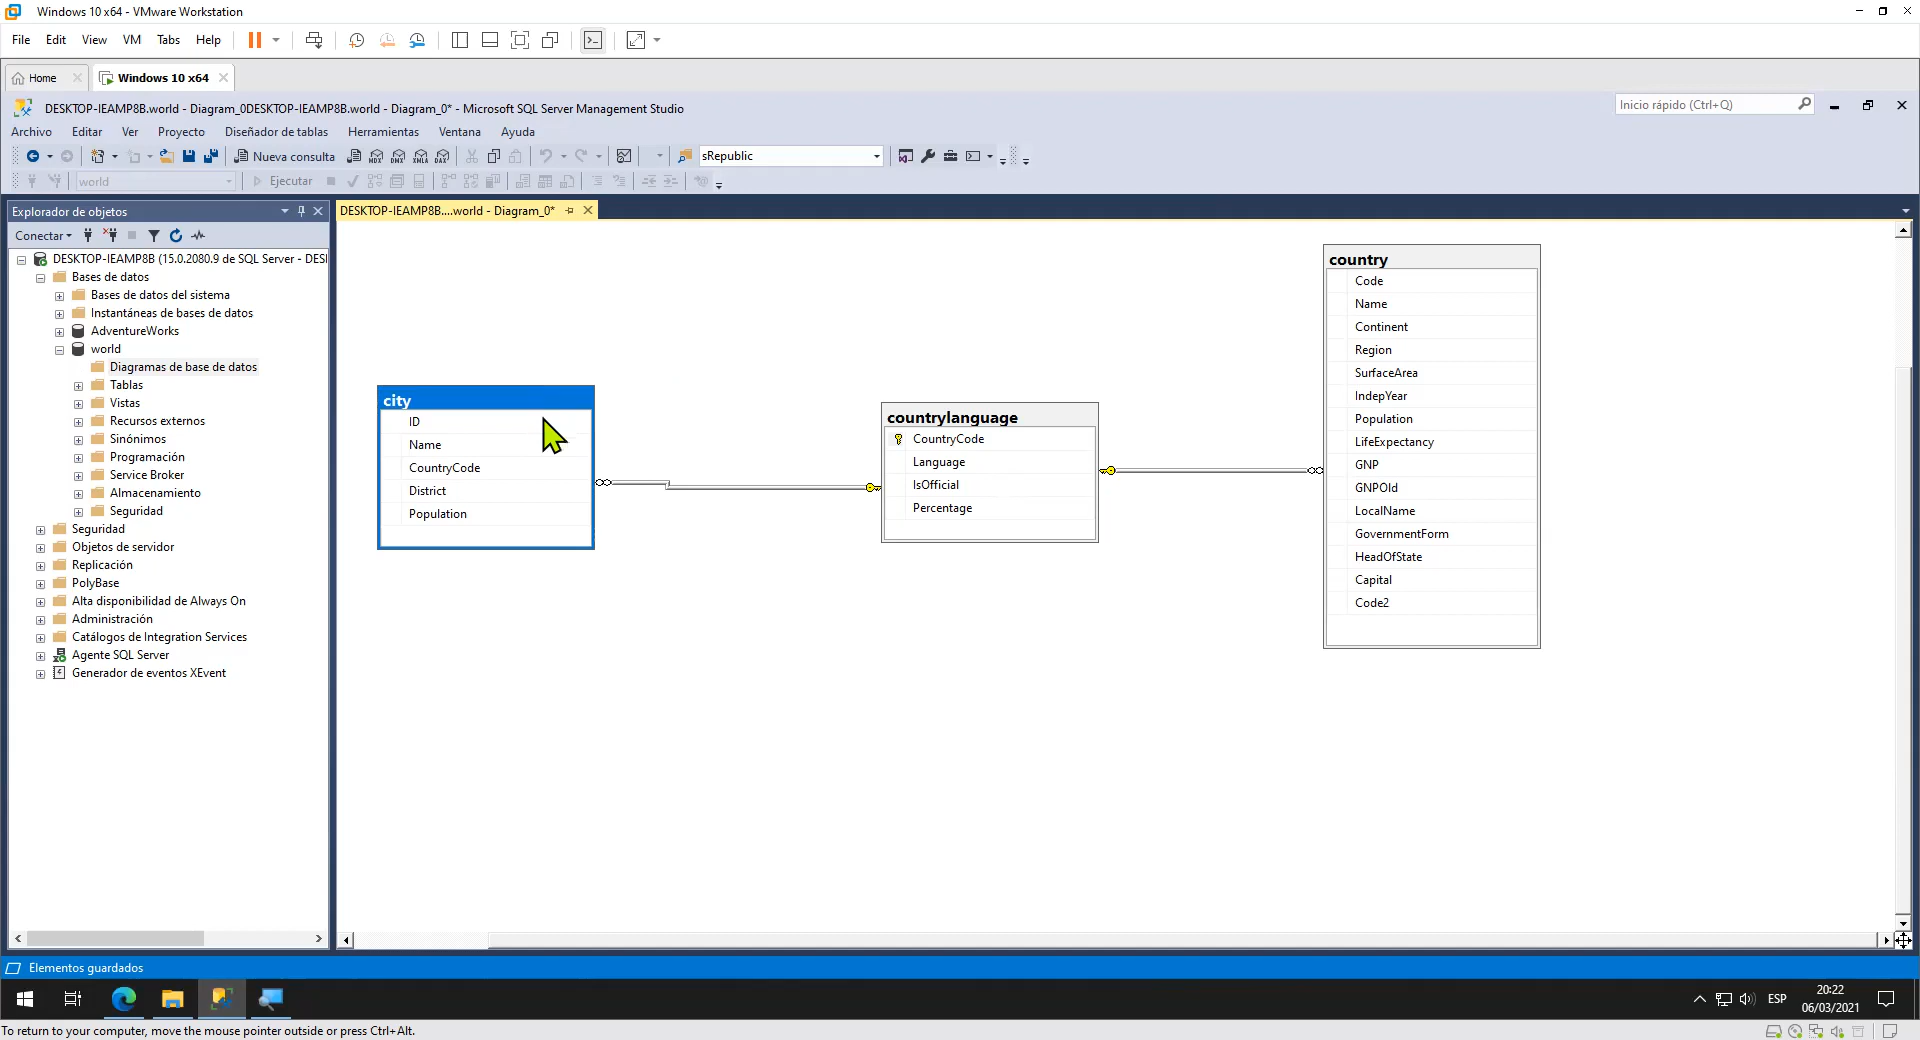 Windows 10 x64 - VMware Workstation
File Edit View VM Tabs Help
Home
Windows 10 x64
DESKTOP-IEAMP8B.world - Diagram_0DESKTOP-IEAMP8B.world - Diagram_0* - Microsoft SQL Server Management Studio
Inicio rápido (Ctrl+Q)
Archivo Editar Ver Proyecto Diseñador de tablas Herramientas Ventana Ayuda
Nueva consulta
MDX
DMX
XMLA
DAX
sRepublic
world
Ejecutar
Explorador de objetos
Conectar
DESKTOP-IEAMP8B (15.0.2080.9 de SQL Server - DESI
Bases de datos
Bases de datos del sistema
Instantáneas de bases de datos
AdventureWorks
world
Diagramas de base de datos
Tablas
Vistas
Recursos externos
Sinónimos
Programación
Service Broker
Almacenamiento
Seguridad
Seguridad
Objetos de servidor
Replicación
PolyBase
Alta disponibilidad de Always On
Administración
Catálogos de Integration Services
Agente SQL Server
Generador de eventos XEvent
DESKTOP-IEAMP8B....world - Diagram_0*
city
ID
Name
CountryCode
District
Population
countrylanguage
CountryCode
Language
IsOfficial
Percentage
country
Code
Name
Continent
Region
SurfaceArea
IndepYear
Population
LifeExpectancy
GNP
GNPOld
LocalName
GovernmentForm
HeadOfState
Capital
Code2
Elementos guardados
ESP
20:22
06/03/2021
To return to your computer, move the mouse pointer outside or press Ctrl+Alt.